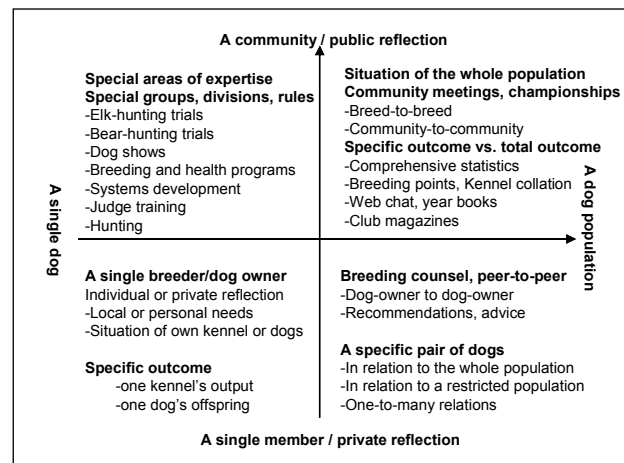 A community / public reflection
Special areas of expertise
Special groups, divisions, rules
-Elk-hunting trials
-Bear-hunting trials
-Dog shows
-Breeding and health programs
-Systems development
-Judge training
-Hunting
Situation of the whole population
Community meetings, championships
-Breed-to-breed
-Community-to-community
Specific outcome vs. total outcome
-Comprehensive statistics
-Breeding points, Kennel collation
-Web chat, year books
-Club magazines
A single dog
A dog population
A single breeder/dog owner
Individual or private reflection
-Local or personal needs
-Situation of own kennel or dogs
Specific outcome
-one kennel's output
-one dog's offspring
Breeding counsel, peer-to-peer
-Dog-owner to dog-owner
-Recommendations, advice
A specific pair of dogs
-In relation to the whole population
-In relation to a restricted population
-One-to-many relations
A single member / private reflection